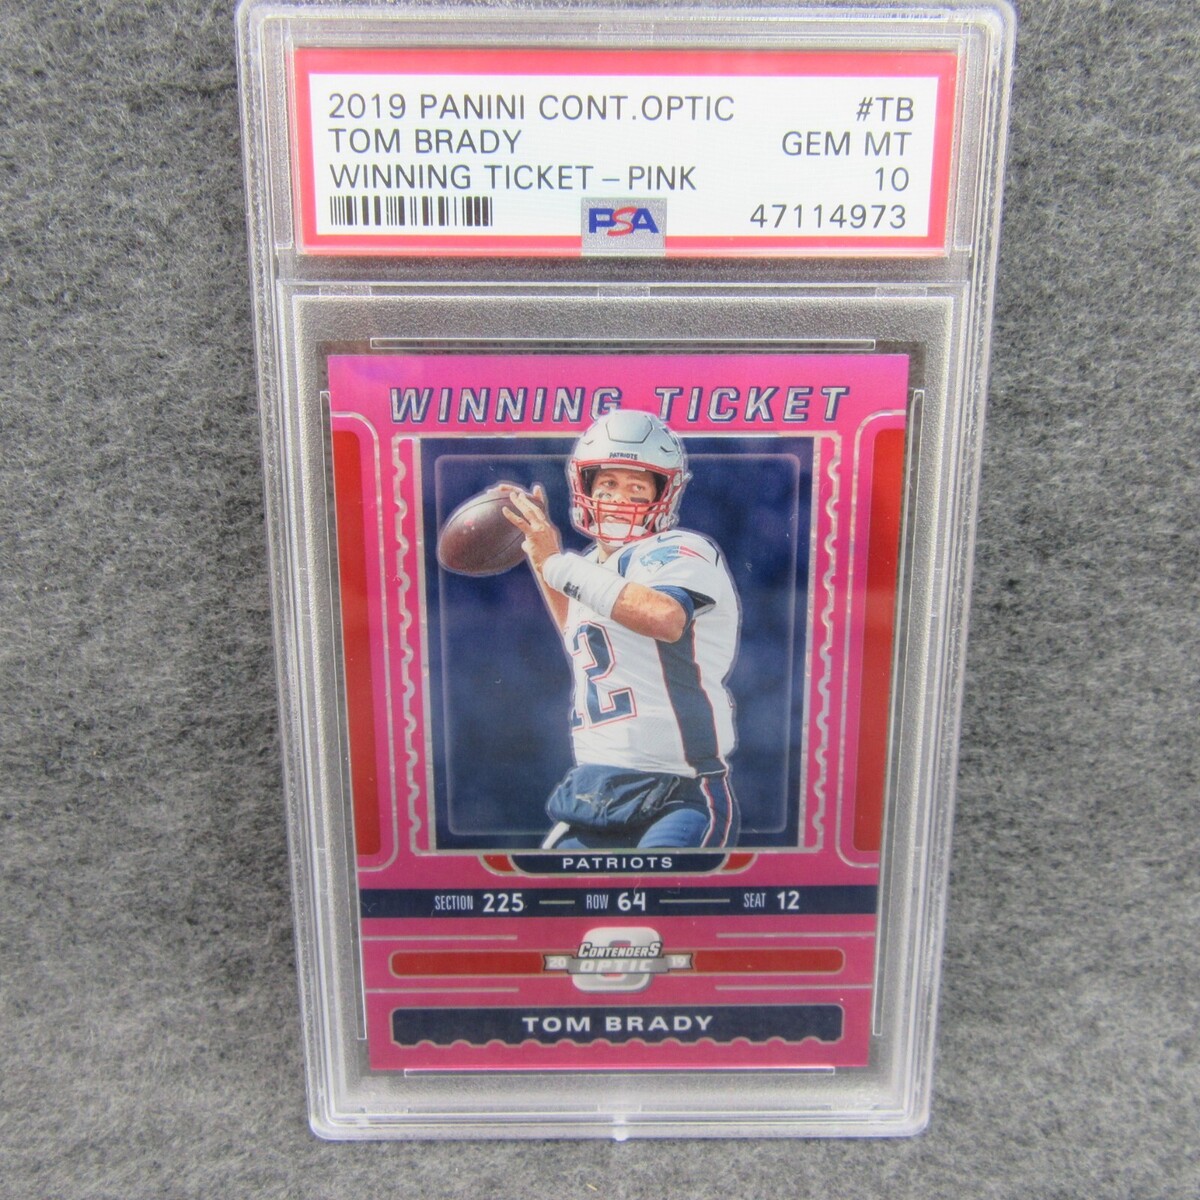 2019 PANINI CONT.OPTIC #TB
TOM BRADY GEM MT
WINNING TICKET – PINK 10
PSA 47114973
WINNING TICKET
PATRIOTS
12
PATRIOTS
SECTION 225 ROW 64 SEAT 12
CONTENDERS
20 OPTIC 19
TOM BRADY